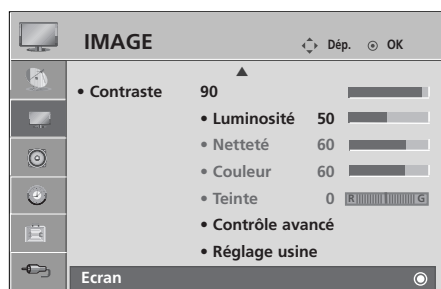 IMAGE Dép. OK
• Contraste 90
• Luminosité 50
• Netteté 60
• Couleur 60
• Teinte 0 R G
• Contrôle avancé
• Réglage usine
Ecran